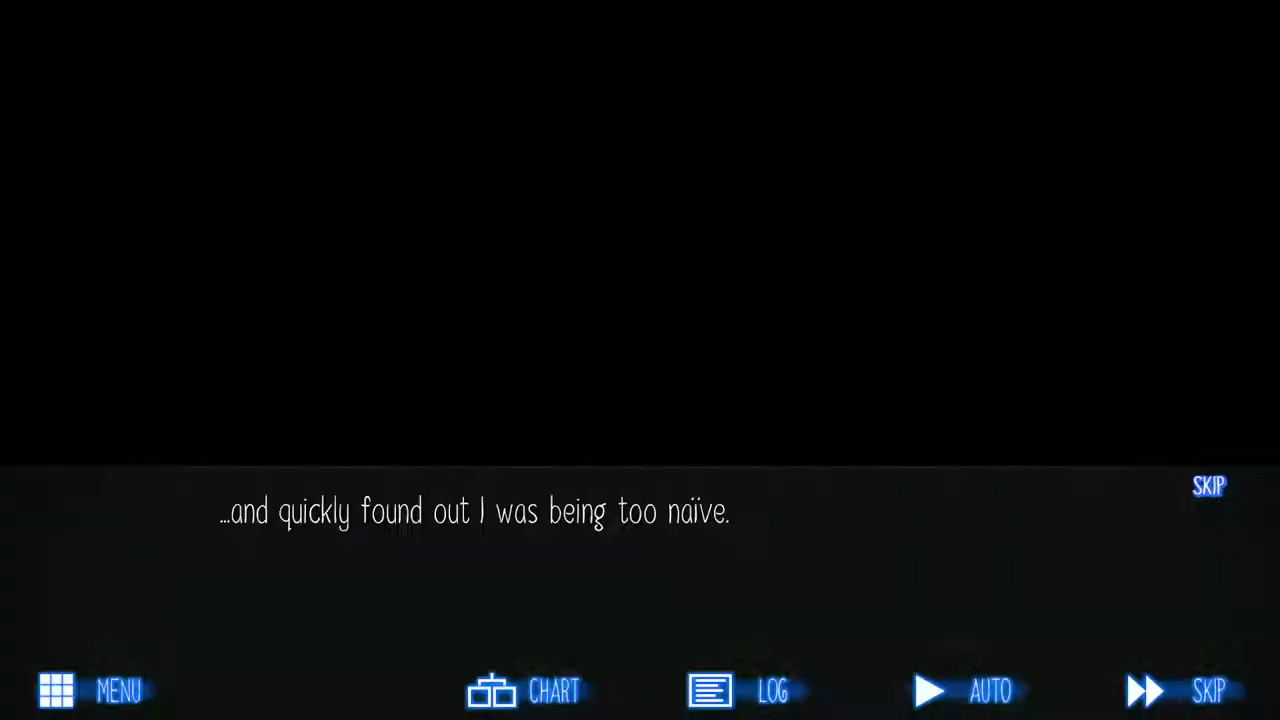 SKIP
...and quickly found out I was being too naïve.
MENU
CHART
LOG
AUTO
SKIP